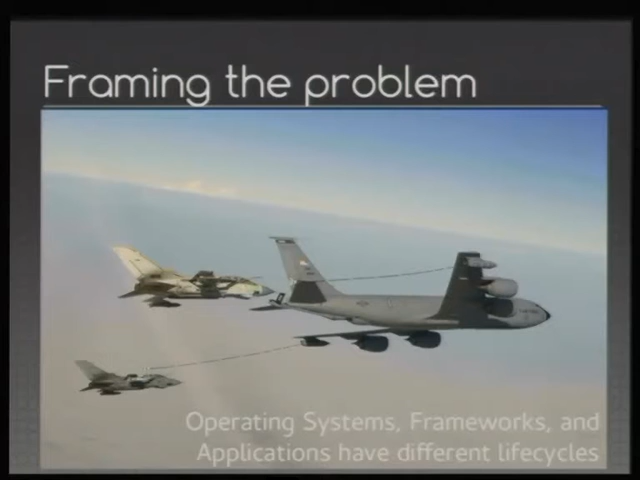 Framing the problem
Operating Systems, Frameworks, and
Applications have different lifecycles